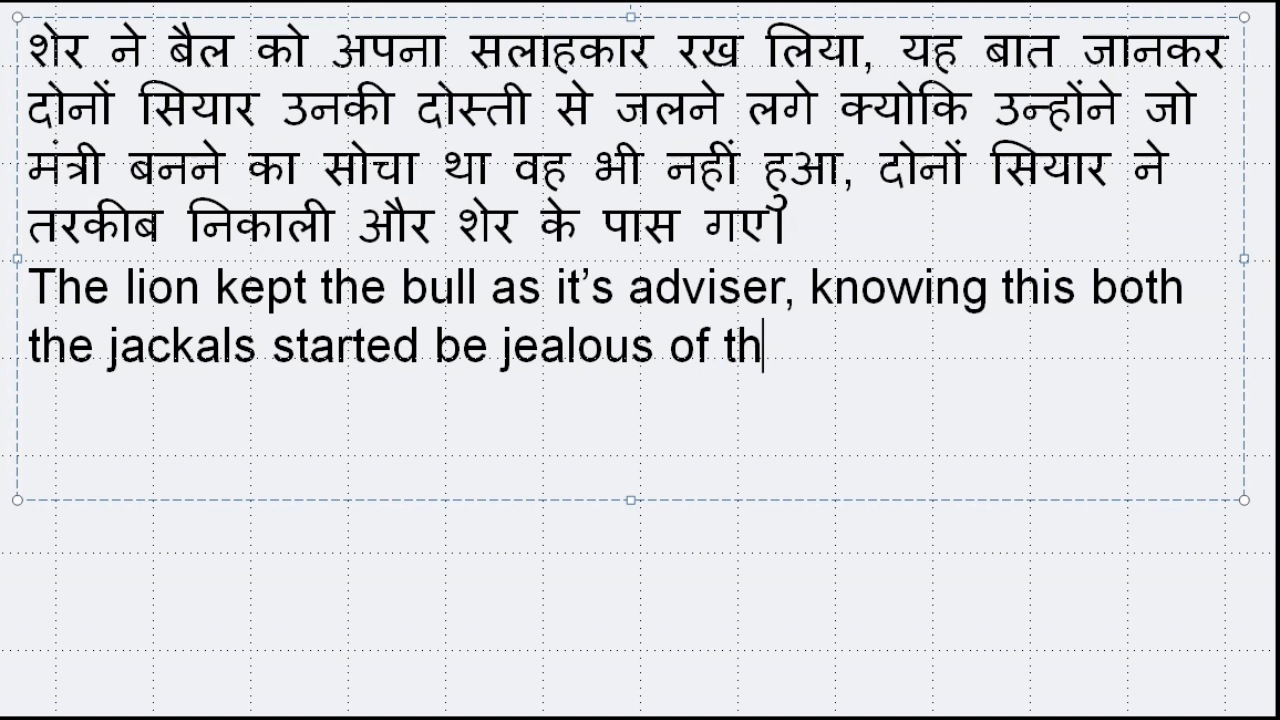 शेर ने बैल को अपना सलाहकार रख लिया, यह बात जानकर
दोनों सियार उनकी दोस्ती से जलने लगे क्योकि उन्होंने जो
मंत्री बनने का सोचा था वह भी नहीं हुआ, दोनों सियार ने
तरकीब निकाली और शेर के पास गए।
The lion kept the bull as it’s adviser, knowing this both
the jackals started be jealous of th